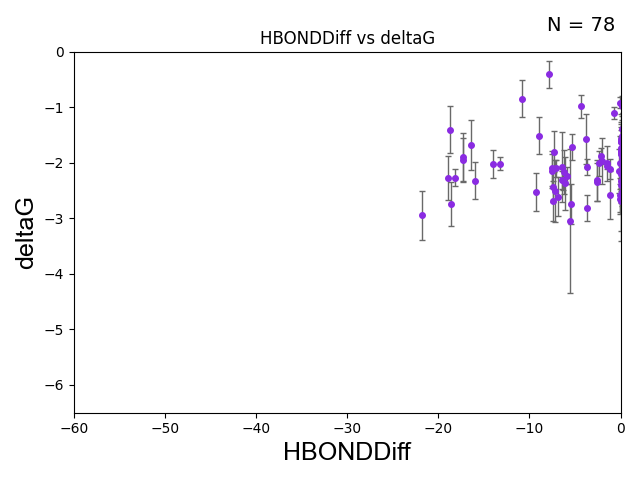 N = 78
HBONDDiff vs deltaG
0
−1
−2
−3
−4
−5
−6
deltaG
−60 −50 −40 −30 −20 −10 0
HBONDDiff